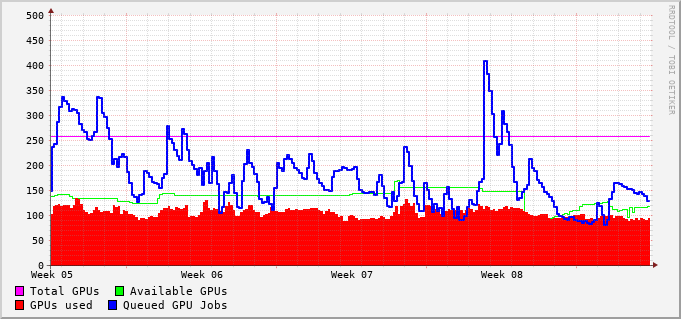 500
450
400
350
300
250
200
150
100
50
0
Week 05 Week 06 Week 07 Week 08
Total GPUs Available GPUs
GPUs used Queued GPU Jobs
RRDTOOL / TOBI OETIKER